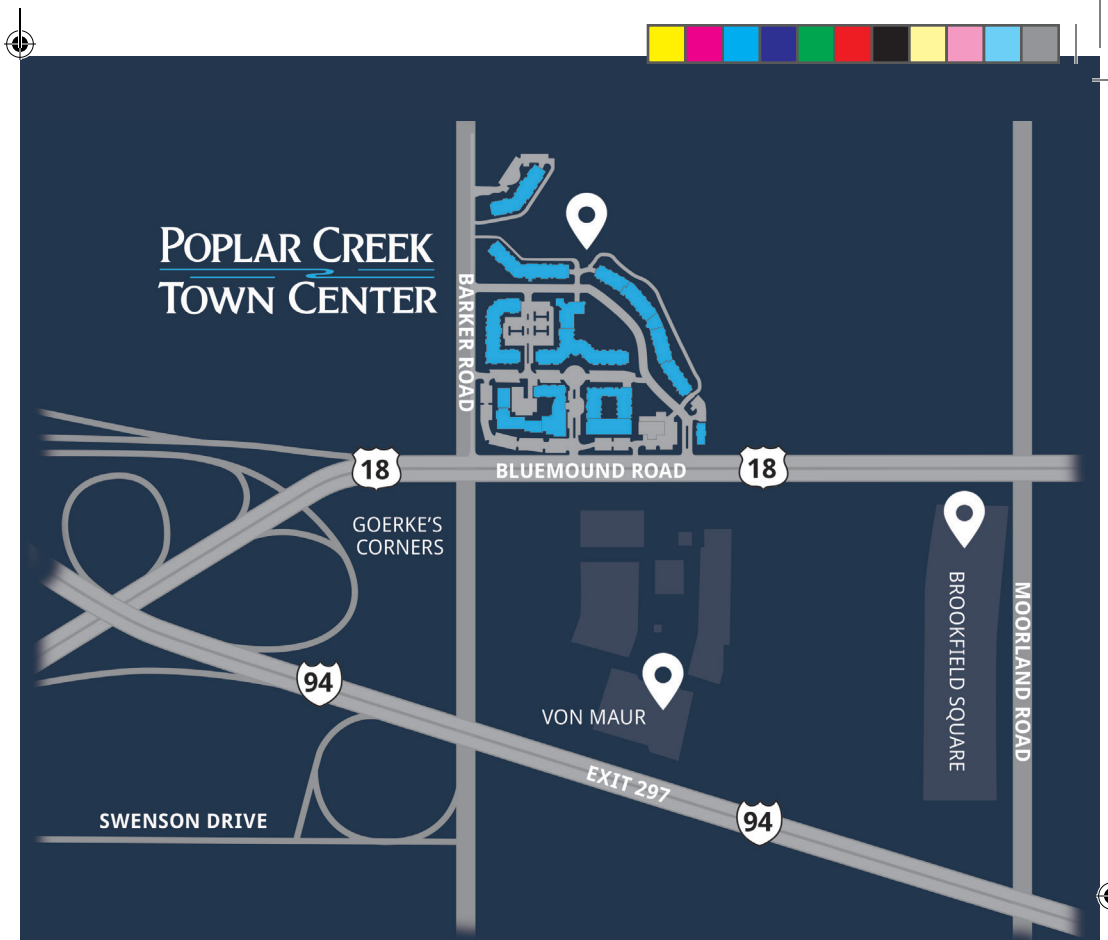 POPLAR CREEK
TOWN CENTER
BARKER ROAD
18
BLUEMOUND ROAD
18
GOERKE’S
CORNERS
BROOKFIELD SQUARE
MOORLAND ROAD
94
VON MAUR
EXIT 297
SWENSON DRIVE
94